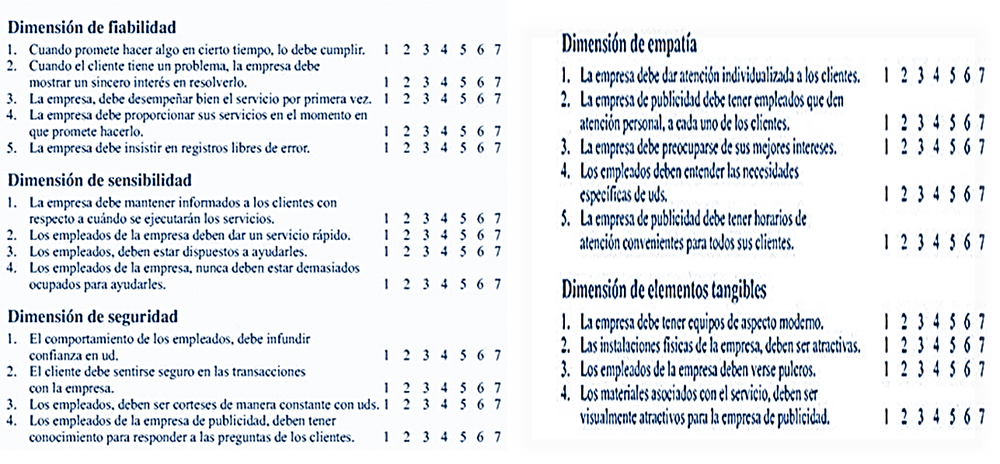 Dimensión de fiabilidad
1. Cuando promete hacer algo en cierto tiempo, lo debe cumplir. 1 2 3 4 5 6 7
2. Cuando el cliente tiene un problema, la empresa debe
mostrar un sincero interés en resolverlo. 1 2 3 4 5 6 7
3. La empresa, debe desempeñar bien el servicio por primera vez. 1 2 3 4 5 6 7
4. La empresa debe proporcionar sus servicios en el momento en
que promete hacerlo. 1 2 3 4 5 6 7
5. La empresa debe insistir en registros libres de error. 1 2 3 4 5 6 7
Dimensión de sensibilidad
1. La empresa debe mantener informados a los clientes con
respecto a cuándo se ejecutarán los servicios. 1 2 3 4 5 6 7
2. Los empleados de la empresa deben dar un servicio rápido. 1 2 3 4 5 6 7
3. Los empleados, deben estar dispuestos a ayudarles. 1 2 3 4 5 6 7
4. Los empleados de la empresa, nunca deben estar demasiados
ocupados para ayudarles. 1 2 3 4 5 6 7
Dimensión de seguridad
1. El comportamiento de los empleados, debe infundir
confianza en ud. 1 2 3 4 5 6 7
2. El cliente debe sentirse seguro en las transacciones
con la empresa. 1 2 3 4 5 6 7
3. Los empleados, deben ser corteses de manera constante con uds. 1 2 3 4 5 6 7
4. Los empleados de la empresa de publicidad, deben tener
conocimiento para responder a las preguntas de los clientes. 1 2 3 4 5 6 7
Dimensión de empatía
1. La empresa debe dar atención individualizada a los clientes. 1 2 3 4 5 6 7
2. La empresa de publicidad debe tener empleados que den
atención personal, a cada uno de los clientes. 1 2 3 4 5 6 7
3. La empresa debe preocuparse de sus mejores intereses. 1 2 3 4 5 6 7
4. Los empleados deben entender las necesidades
específicas de uds. 1 2 3 4 5 6 7
5. La empresa de publicidad debe tener horarios de
atención convenientes para todos sus clientes. 1 2 3 4 5 6 7
Dimensión de elementos tangibles
1. La empresa debe tener equipos de aspecto moderno. 1 2 3 4 5 6 7
2. Las instalaciones físicas de la empresa, deben ser atractivas. 1 2 3 4 5 6 7
3. Los empleados de la empresa deben verse pulcros. 1 2 3 4 5 6 7
4. Los materiales asociados con el servicio, deben ser
visualmente atractivos para la empresa de publicidad. 1 2 3 4 5 6 7